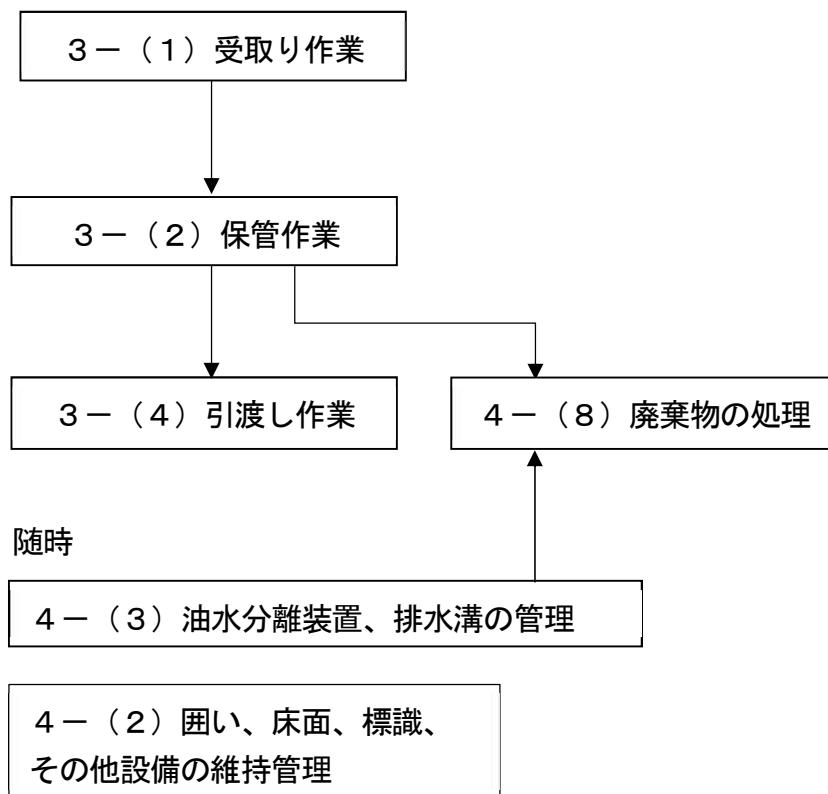 ３－（１）受取り作業
３－（２）保管作業
３－（４）引渡し作業
４－（８）廃棄物の処理
随時
４－（３）油水分離装置、排水溝の管理
４－（２）囲い、床面、標識、
その他設備の維持管理